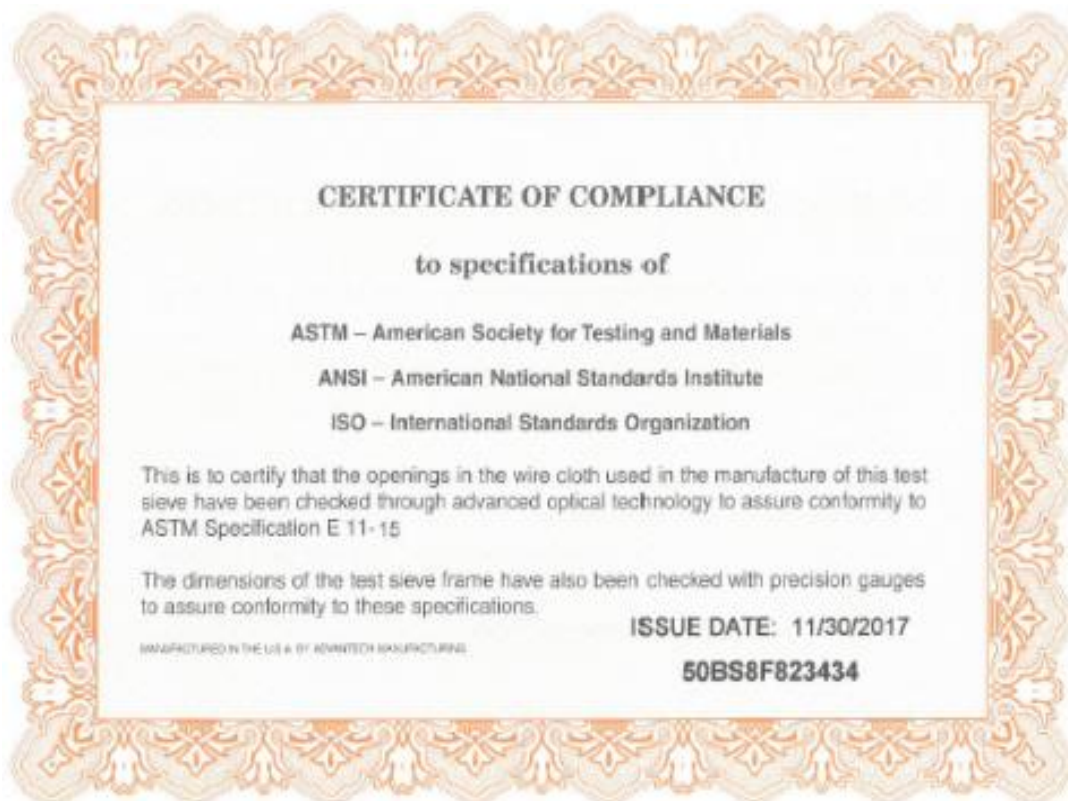 CERTIFICATE OF COMPLIANCE
to specifications of
ASTM – American Society for Testing and Materials
ANSI – American National Standards Institute
ISO – International Standards Organization
This is to certify that the openings in the wire cloth used in the manufacture of this test
sieve have been checked through advanced optical technology to assure conformity to
ASTM Specification E 11-15
The dimensions of the test sieve frame have also been checked with precision gauges
to assure conformity to these specifications.
ISSUE DATE: 11/30/2017
MANUFACTURED IN THE U.S.A. BY ADVANTECH MANUFACTURING
50BS8F823434